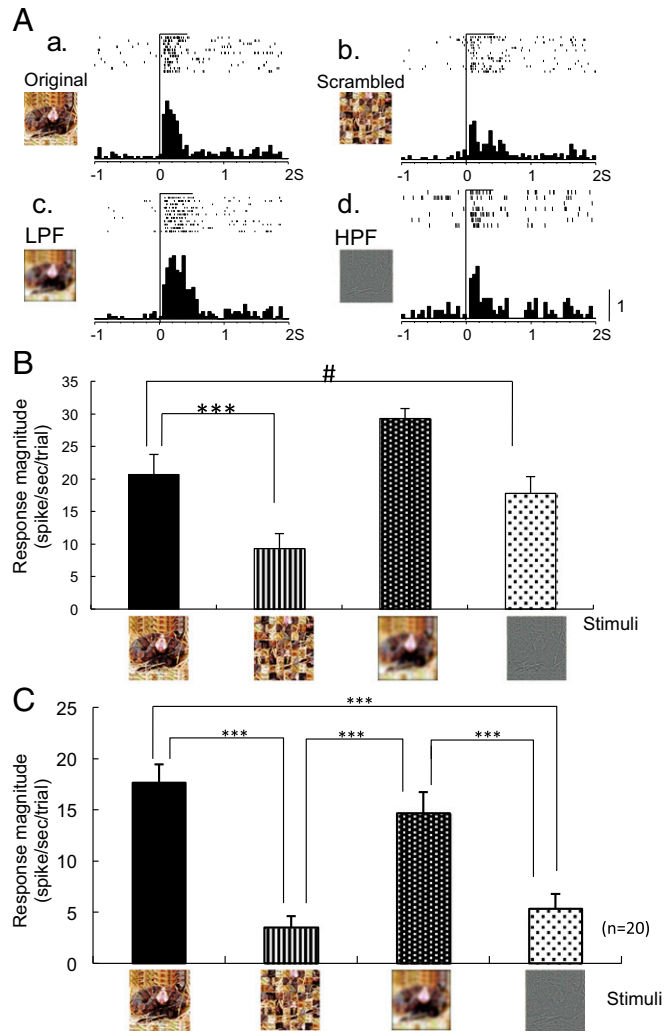 A
a.
Original
-1 0 1 2S
b.
Scrambled
-1 0 1 2S
c.
LPF
-1 0 1 2S
d.
HPF
1
-1 0 1 2S
B
Response magnitude
(spike/sec/trial)
35
30
25
20
15
10
5
0
#
***
Stimuli
C
Response magnitude
(spike/sec/trial)
25
20
15
10
5
0
***
*** *** ***
(n=20)
Stimuli